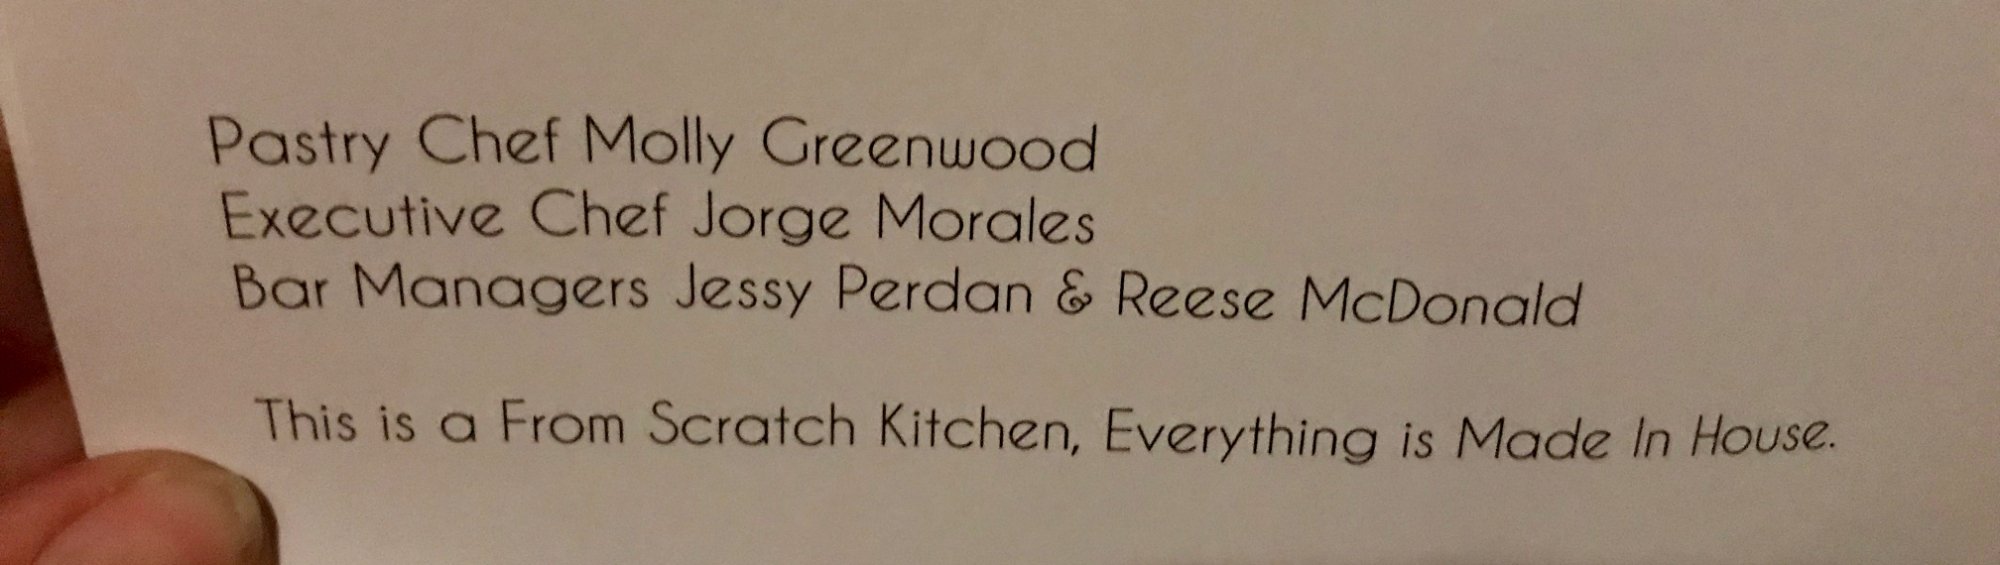 Pastry Chef Molly Greenwood
Executive Chef Jorge Morales
Bar Managers Jessy Perdan & Reese McDonald
This is a From Scratch Kitchen, Everything is Made In House.